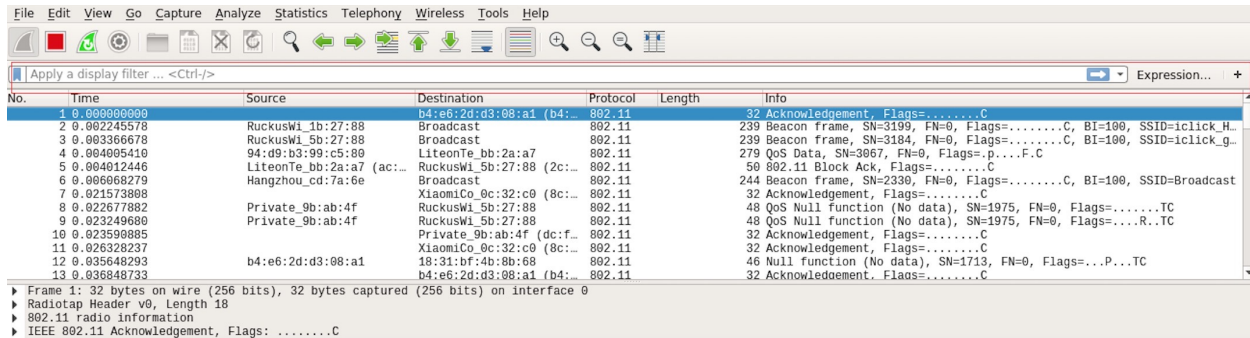 File Edit View Go Capture Analyze Statistics Telephony Wireless Tools Help
Apply a display filter ... <Ctrl-/> Expression... +
No. Time Source Destination Protocol Length Info
1 0.000000000 b4:e6:2d:d3:08:a1 (b4:… 802.11 32 Acknowledgement, Flags=........C
2 0.002245578 RuckusWi_1b:27:88 Broadcast 802.11 239 Beacon frame, SN=3199, FN=0, Flags=........C, BI=100, SSID=iclick_H…
3 0.003366678 RuckusWi_5b:27:88 Broadcast 802.11 239 Beacon frame, SN=3184, FN=0, Flags=........C, BI=100, SSID=iclick_g…
4 0.004005410 94:d9:b3:99:c5:80 LiteonTe_bb:2a:a7 802.11 279 QoS Data, SN=3067, FN=0, Flags=.p....F.C
5 0.004012446 LiteonTe_bb:2a:a7 (ac:… RuckusWi_5b:27:88 (2c:… 802.11 50 802.11 Block Ack, Flags=........C
6 0.006068279 Hangzhou_cd:7a:6e Broadcast 802.11 244 Beacon frame, SN=2330, FN=0, Flags=........C, BI=100, SSID=Broadcast
7 0.021573808 XiaomiCo_0c:32:c0 (8c:… 802.11 32 Acknowledgement, Flags=........C
8 0.022677882 Private_9b:ab:4f RuckusWi_5b:27:88 802.11 48 QoS Null function (No data), SN=1975, FN=0, Flags=.......TC
9 0.023249680 Private_9b:ab:4f RuckusWi_5b:27:88 802.11 48 QoS Null function (No data), SN=1975, FN=0, Flags=....R..TC
10 0.023590885 Private_9b:ab:4f (dc:f… 802.11 32 Acknowledgement, Flags=........C
11 0.026328237 XiaomiCo_0c:32:c0 (8c:… 802.11 32 Acknowledgement, Flags=........C
12 0.035648293 b4:e6:2d:d3:08:a1 18:31:bf:4b:8b:68 802.11 46 Null function (No data), SN=1713, FN=0, Flags=...P...TC
13 0.036848733 b4:e6:2d:d3:08:a1 (b4:… 802.11 32 Acknowledgement, Flags=........C
Frame 1: 32 bytes on wire (256 bits), 32 bytes captured (256 bits) on interface 0
Radiotap Header v0, Length 18
802.11 radio information
IEEE 802.11 Acknowledgement, Flags: ........C